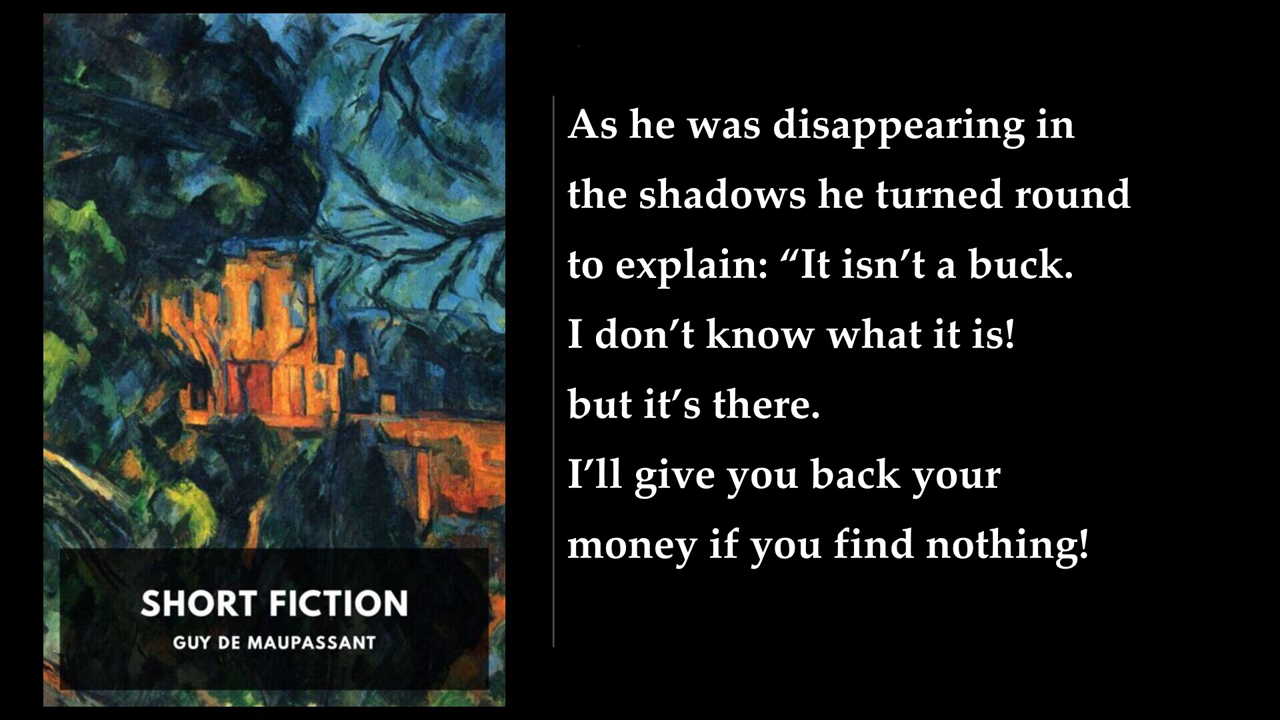 As he was disappearing in
the shadows he turned round
to explain: “It isn’t a buck.
I don’t know what it is!
but it’s there.
I’ll give you back your
money if you find nothing!
SHORT FICTION
GUY DE MAUPASSANT